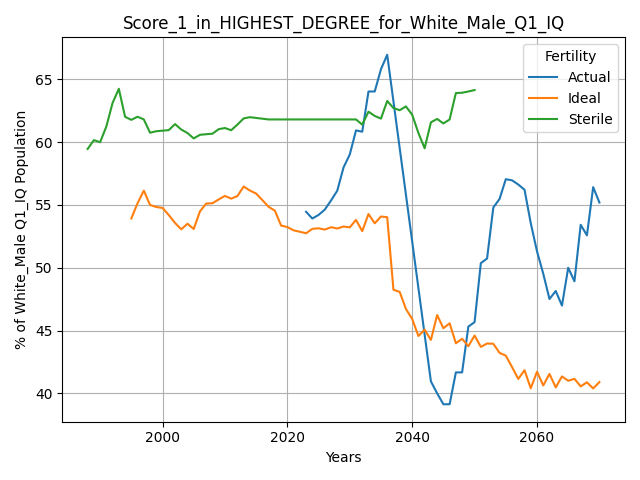 Score_1_in_HIGHEST_DEGREE_for_White_Male_Q1_IQ
Fertility
Actual
Ideal
Sterile
% of White_Male Q1_IQ Population
65
60
55
50
45
40
2000
2020
2040
2060
Years